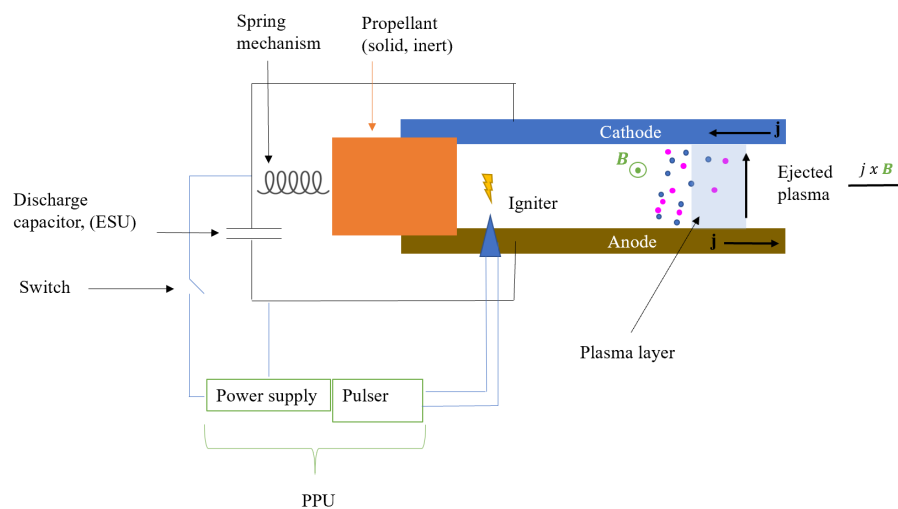 Spring
mechanism
Propellant
(solid, inert)
Cathode
j
B
Ejected
plasma
j x B
Igniter
Discharge
capacitor, (ESU)
Anode
j
Switch
Plasma layer
Power supply
Pulser
PPU